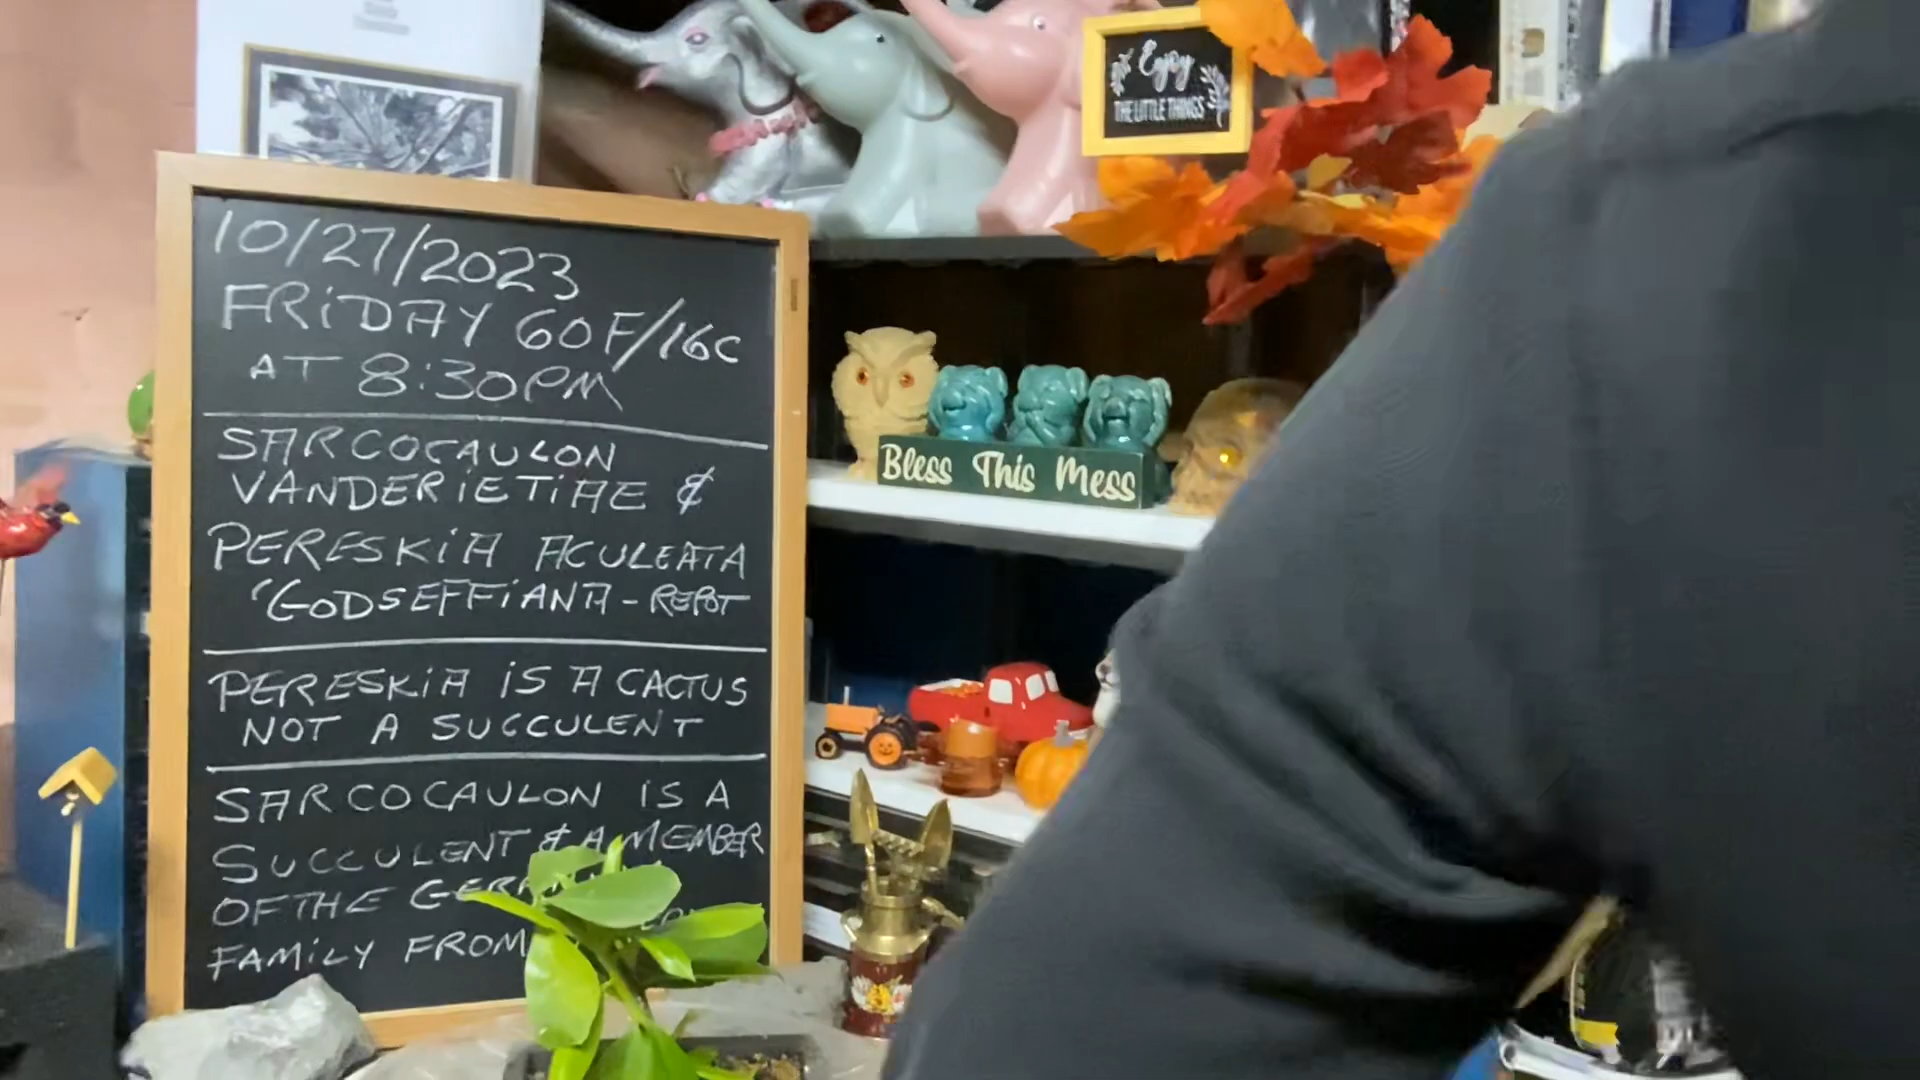 10/27/2023
FRIDAY 60F/16C
AT 8:30PM
SARCOCAULON
VANDERIETIAE &
PERESKIA ACULEATA
"GODSEFFIANA - REPOT
PERESKIA IS A CACTUS
NOT A SUCCULENT
SARCOCAULON IS A
SUCCULENT & A MEMBER
OF THE
FAMILY FROM
Enjoy
THE LITTLE THINGS
Bless This Mess